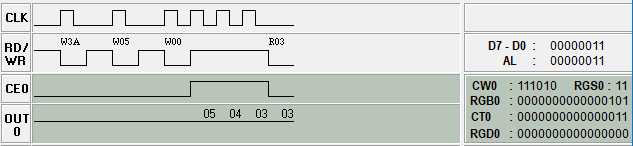 CLK
RD/
WR
W3A W05 W00 R03
CE0
OUT
0
05 04 03 03
D7 - D0 : 00000011
AL : 00000011
CW0 : 111010 RGS0 : 11
RGB0 : 0000000000000101
CT0 : 0000000000000011
RGD0 : 0000000000000000